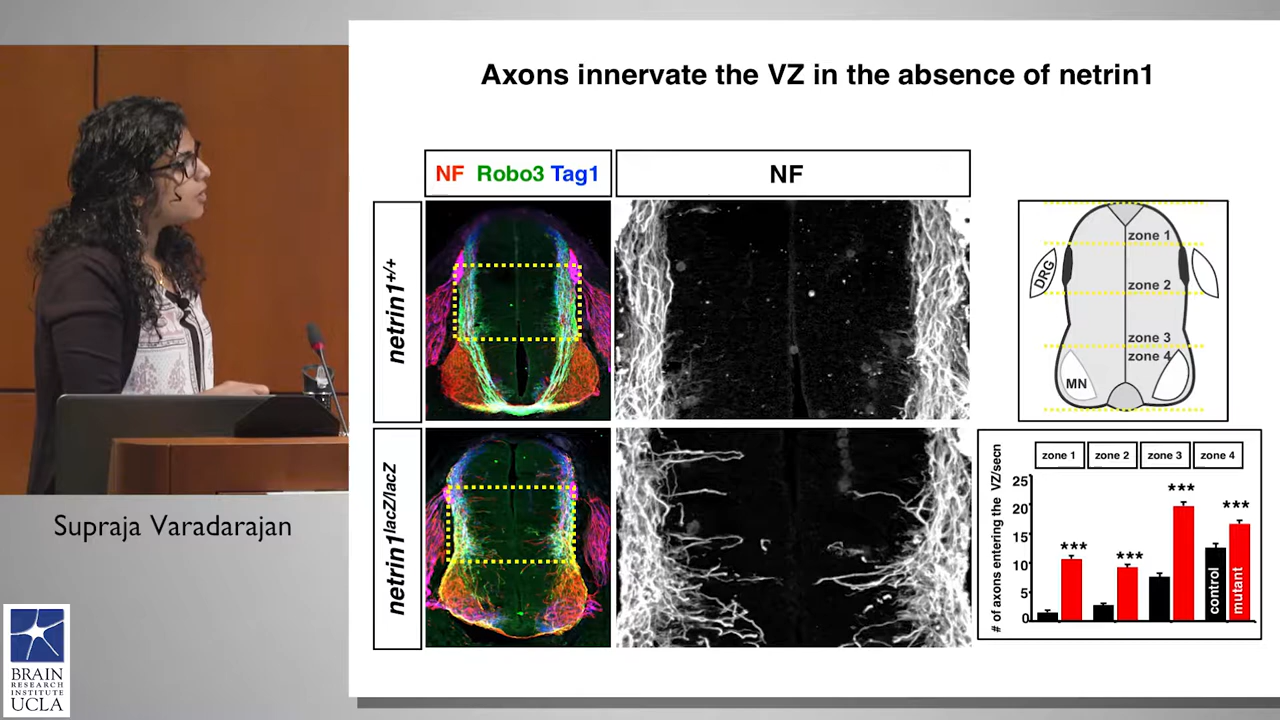 Axons innervate the VZ in the absence of netrin1
NF Robo3 Tag1
NF
netrin1+/+
netrin1lacZ/lacZ
zone 1
DRG
zone 2
zone 3
zone 4
MN
zone 1 zone 2 zone 3 zone 4
# of axons entering the VZ/secn
25
20
15
10
5
0
***
***
***
***
control
mutant
Supraja Varadarajan
BRAIN
RESEARCH
INSTITUTE
UCLA